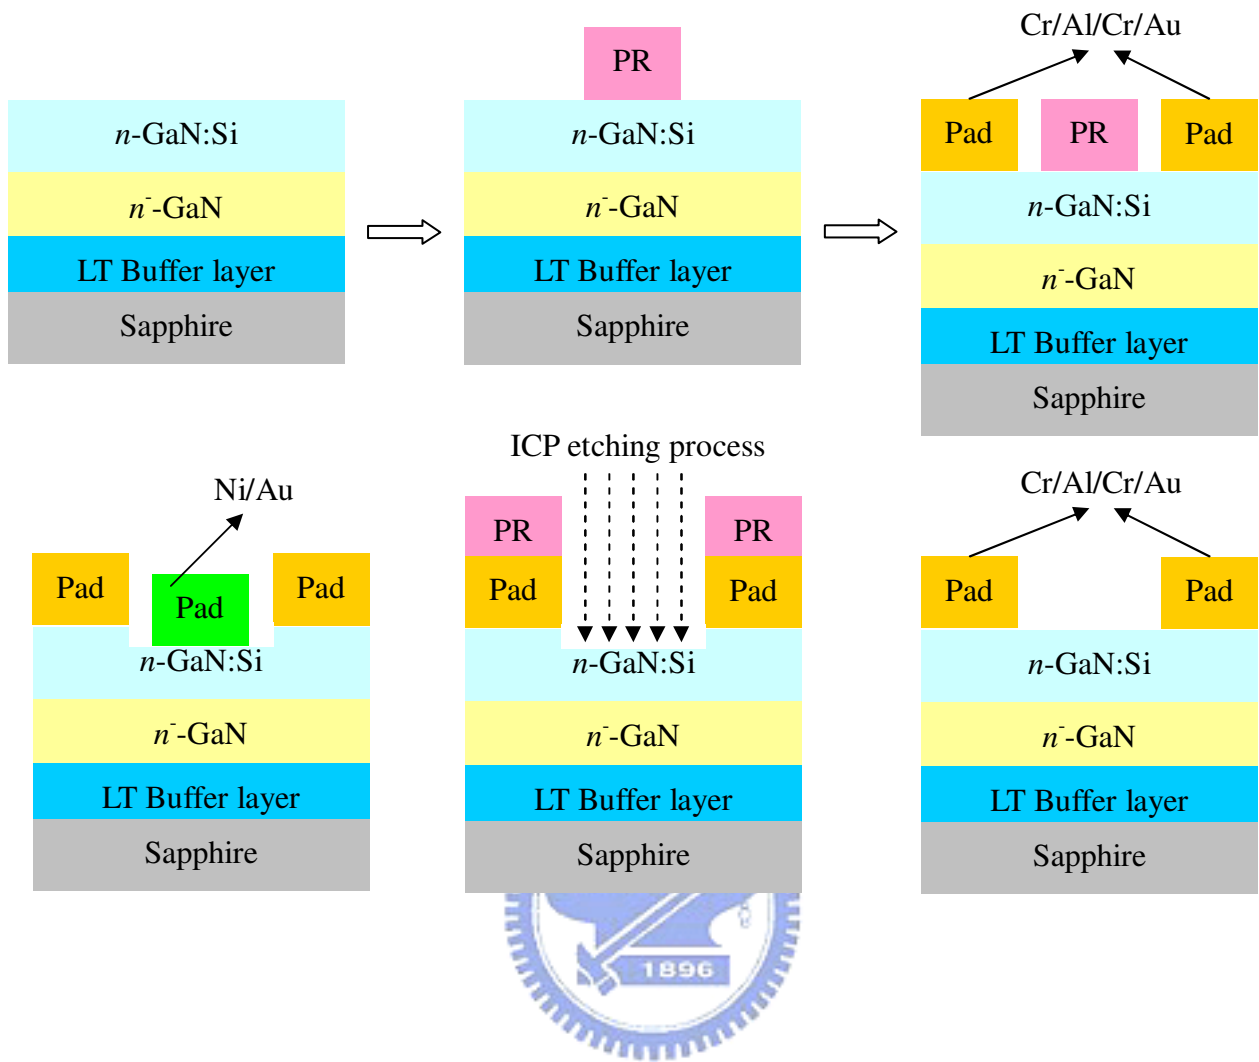 n-GaN:Si
n⁻-GaN
LT Buffer layer
Sapphire
PR
n-GaN:Si
n⁻-GaN
LT Buffer layer
Sapphire
Cr/Al/Cr/Au
Pad PR Pad
n-GaN:Si
n⁻-GaN
LT Buffer layer
Sapphire
Ni/Au
Pad Pad Pad
n-GaN:Si
n⁻-GaN
LT Buffer layer
Sapphire
ICP etching process
PR PR
Pad Pad
n-GaN:Si
n⁻-GaN
LT Buffer layer
Sapphire
Cr/Al/Cr/Au
Pad Pad
n-GaN:Si
n⁻-GaN
LT Buffer layer
Sapphire
1896